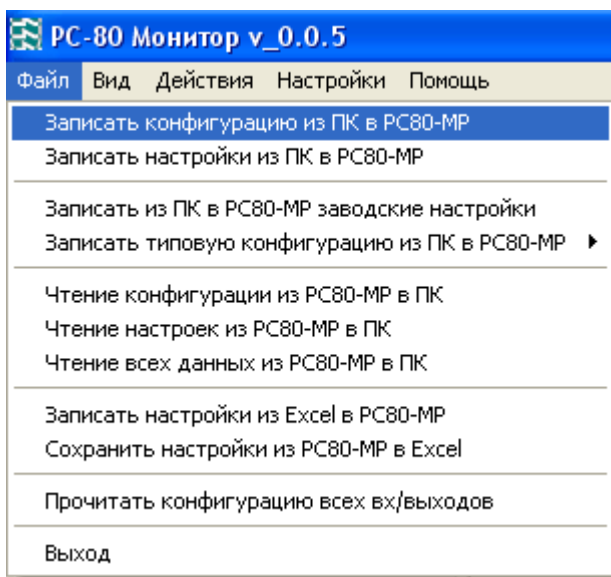 РС-80 Монитор v_0.0.5
Файл Вид Действия Настройки Помощь
Записать конфигурацию из ПК в РС80-МР
Записать настройки из ПК в РС80-МР
Записать из ПК в РС80-МР заводские настройки
Записать типовую конфигурацию из ПК в РС80-МР
Чтение конфигурации из РС80-МР в ПК
Чтение настроек из РС80-МР в ПК
Чтение всех данных из РС80-МР в ПК
Записать настройки из Excel в РС80-МР
Сохранить настройки из РС80-МР в Excel
Прочитать конфигурацию всех вх/выходов
Выход